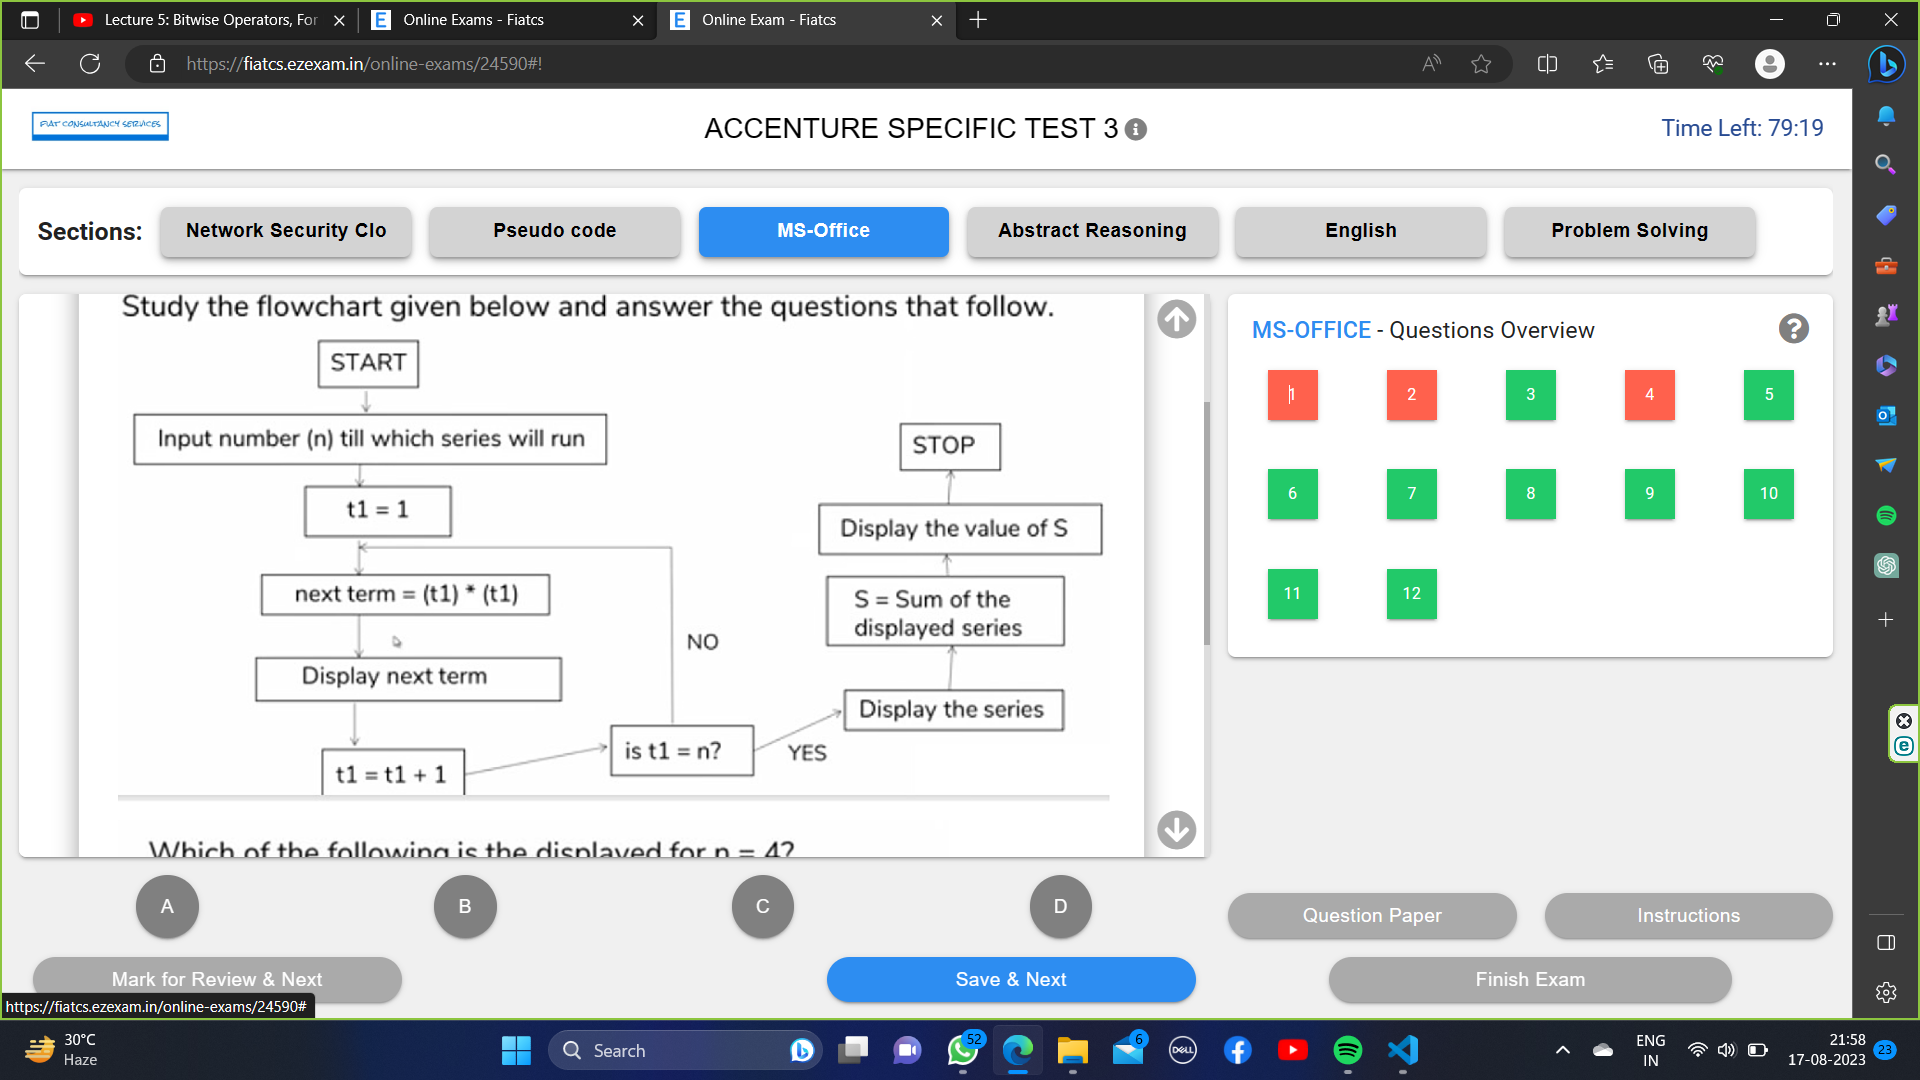 Lecture 5: Bitwise Operators, For
Online Exams - Fiatcs
Online Exam - Fiatcs
https://fiatcs.ezexam.in/online-exams/24590#!
FIAT CONSULTANCY SERVICES
ACCENTURE SPECIFIC TEST 3
Time Left: 79:19
Sections:
Network Security Clo
Pseudo code
MS-Office
Abstract Reasoning
English
Problem Solving
Study the flowchart given below and answer the questions that follow.
START
Input number (n) till which series will run
t1 = 1
next term = (t1) * (t1)
Display next term
t1 = t1 + 1
is t1 = n?
NO
YES
Display the series
S = Sum of the
displayed series
Display the value of S
STOP
Which of the following is the displayed for n = 4?
MS-OFFICE - Questions Overview
1 2 3 4 5
6 7 8 9 10
11 12
A B C D
Question Paper
Instructions
Mark for Review & Next
Save & Next
Finish Exam
https://fiatcs.ezexam.in/online-exams/24590#
30°C
Haze
Search
52
6
DELL
ENG
IN
21:58
17-08-2023
23